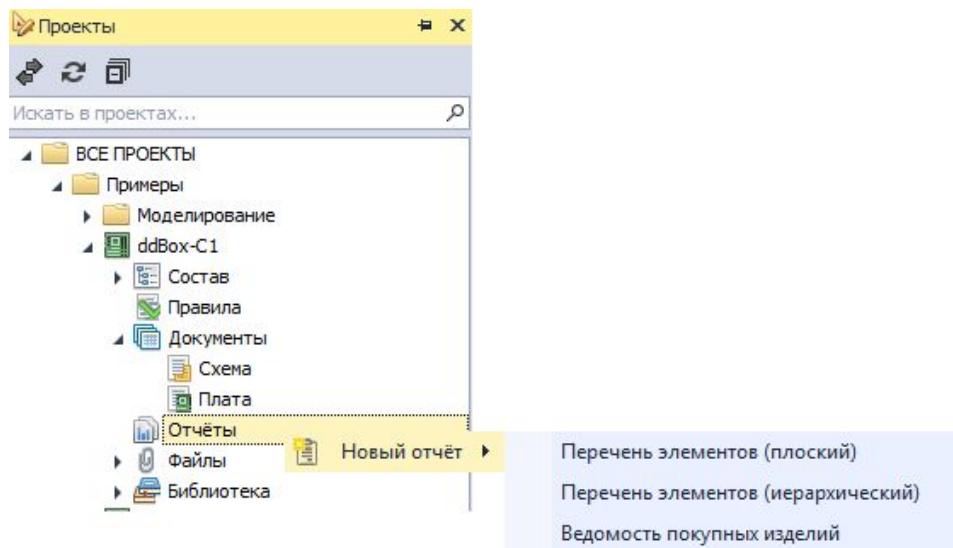 Проекты
Искать в проектах...
ВСЕ ПРОЕКТЫ
Примеры
Моделирование
ddBox-C1
Состав
Правила
Документы
Схема
Плата
Отчёты
Новый отчёт
Перечень элементов (плоский)
Файлы
Перечень элементов (иерархический)
Библиотека
Ведомость покупных изделий